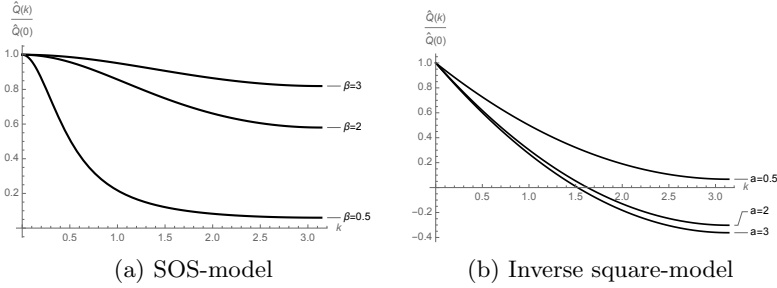 Q̂(k)
Q̂(0)
1.0
0.8
0.6
0.4
0.2
0.5
1.0
1.5
2.0
2.5
3.0
k
β=3
β=2
β=0.5
(a) SOS-model
Q̂(k)
Q̂(0)
1.0
0.8
0.6
0.4
0.2
-0.2
-0.4
0.5
1.0
1.5
2.0
2.5
3.0
k
a=0.5
a=2
a=3
(b) Inverse square-model